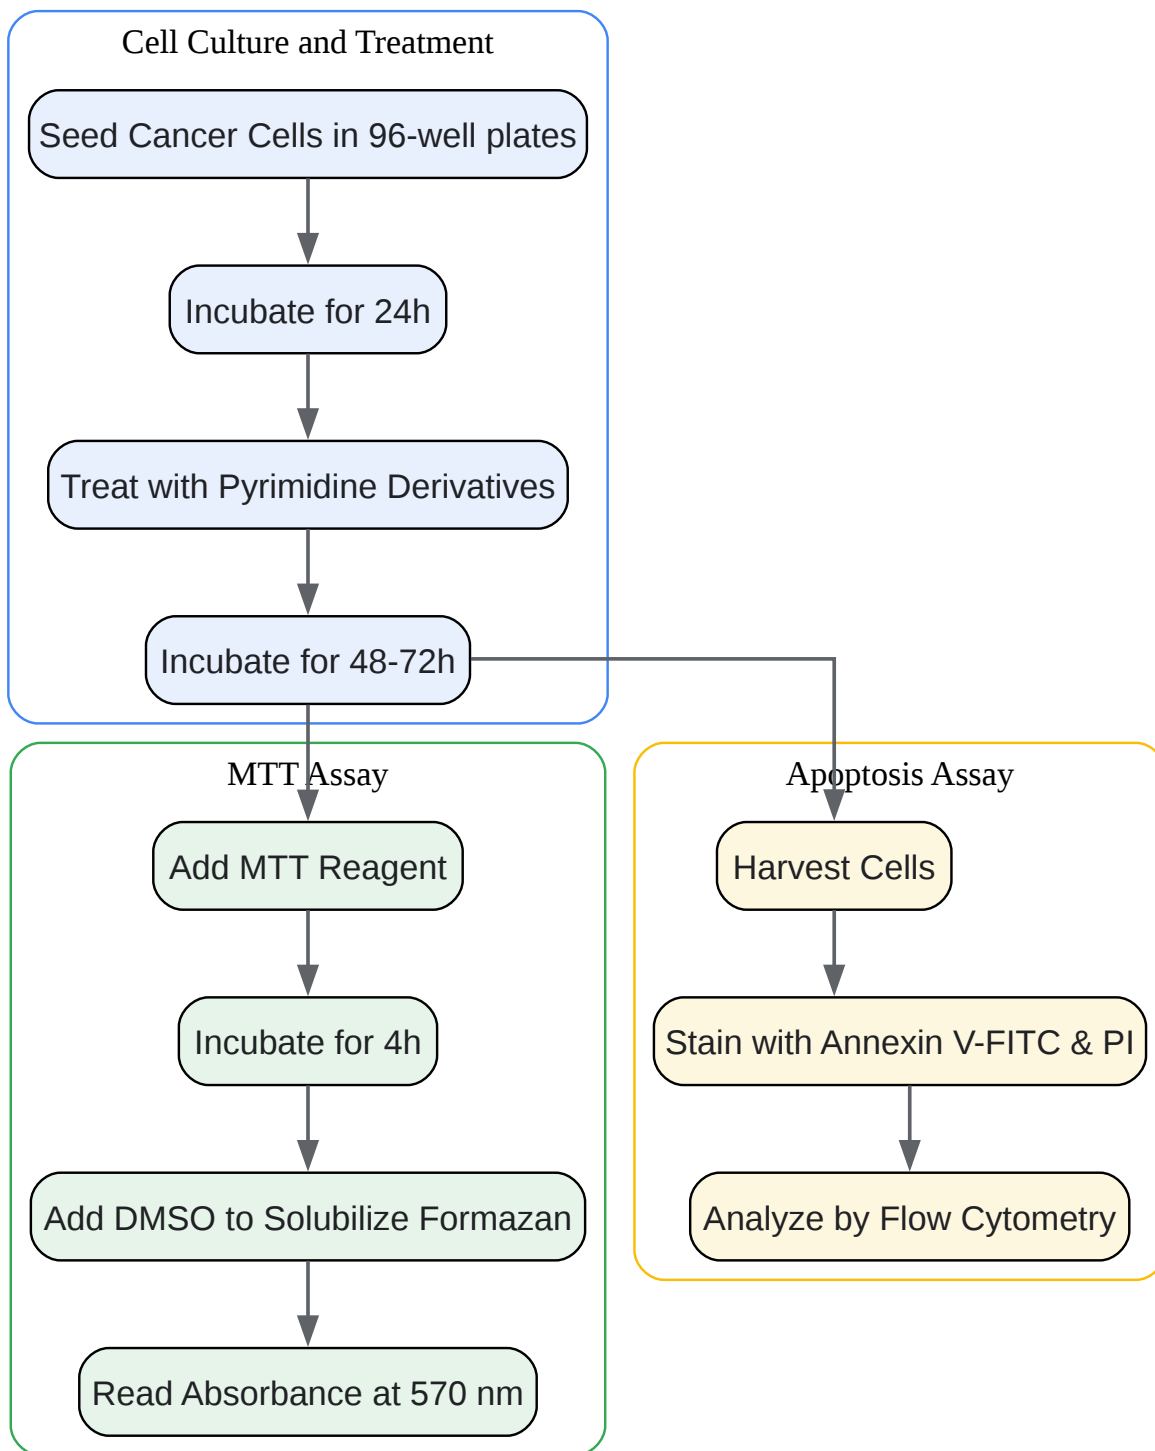 Cell Culture and Treatment
Seed Cancer Cells in 96-well plates
Incubate for 24h
Treat with Pyrimidine Derivatives
Incubate for 48-72h
MTT Assay
Add MTT Reagent
Incubate for 4h
Add DMSO to Solubilize Formazan
Read Absorbance at 570 nm
Apoptosis Assay
Harvest Cells
Stain with Annexin V-FITC & PI
Analyze by Flow Cytometry